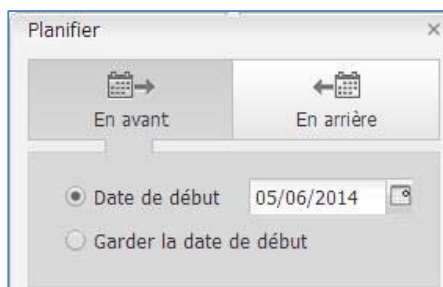 Planifier
En avant En arrière
Date de début 05/06/2014
Garder la date de début